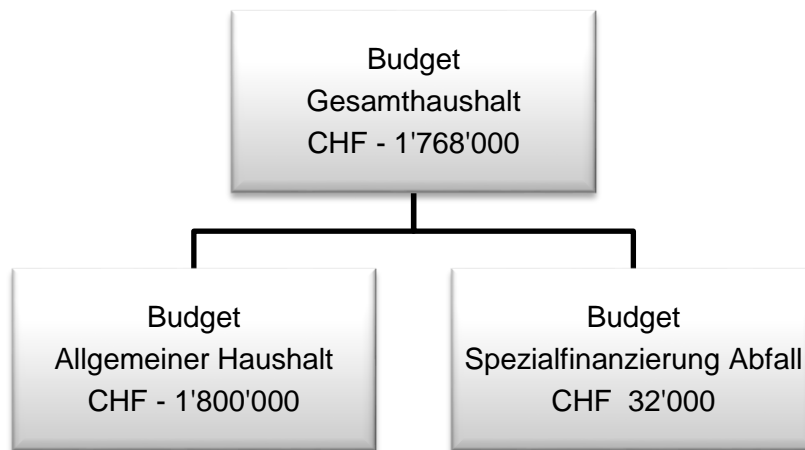 Budget
Gesamthaushalt
CHF - 1'768'000
Budget
Allgemeiner Haushalt
CHF - 1'800'000
Budget
Spezialfinanzierung Abfall
CHF  32'000